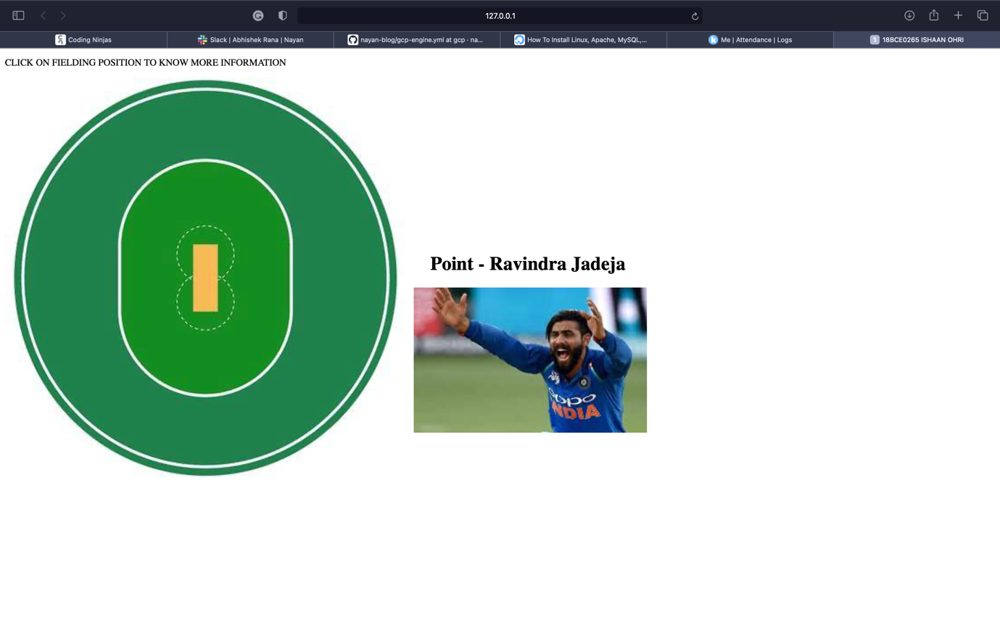 127.0.0.1
Coding Ninjas
Slack | Abhishek Rana | Nayan
nayan-blog/gcp-engine.yml at gcp · na...
How To Install Linux, Apache, MySQL,...
Me | Attendance | Logs
1 18BCE0265 ISHAAN OHRI
CLICK ON FIELDING POSITION TO KNOW MORE INFORMATION
Point - Ravindra Jadeja
oppo
INDIA